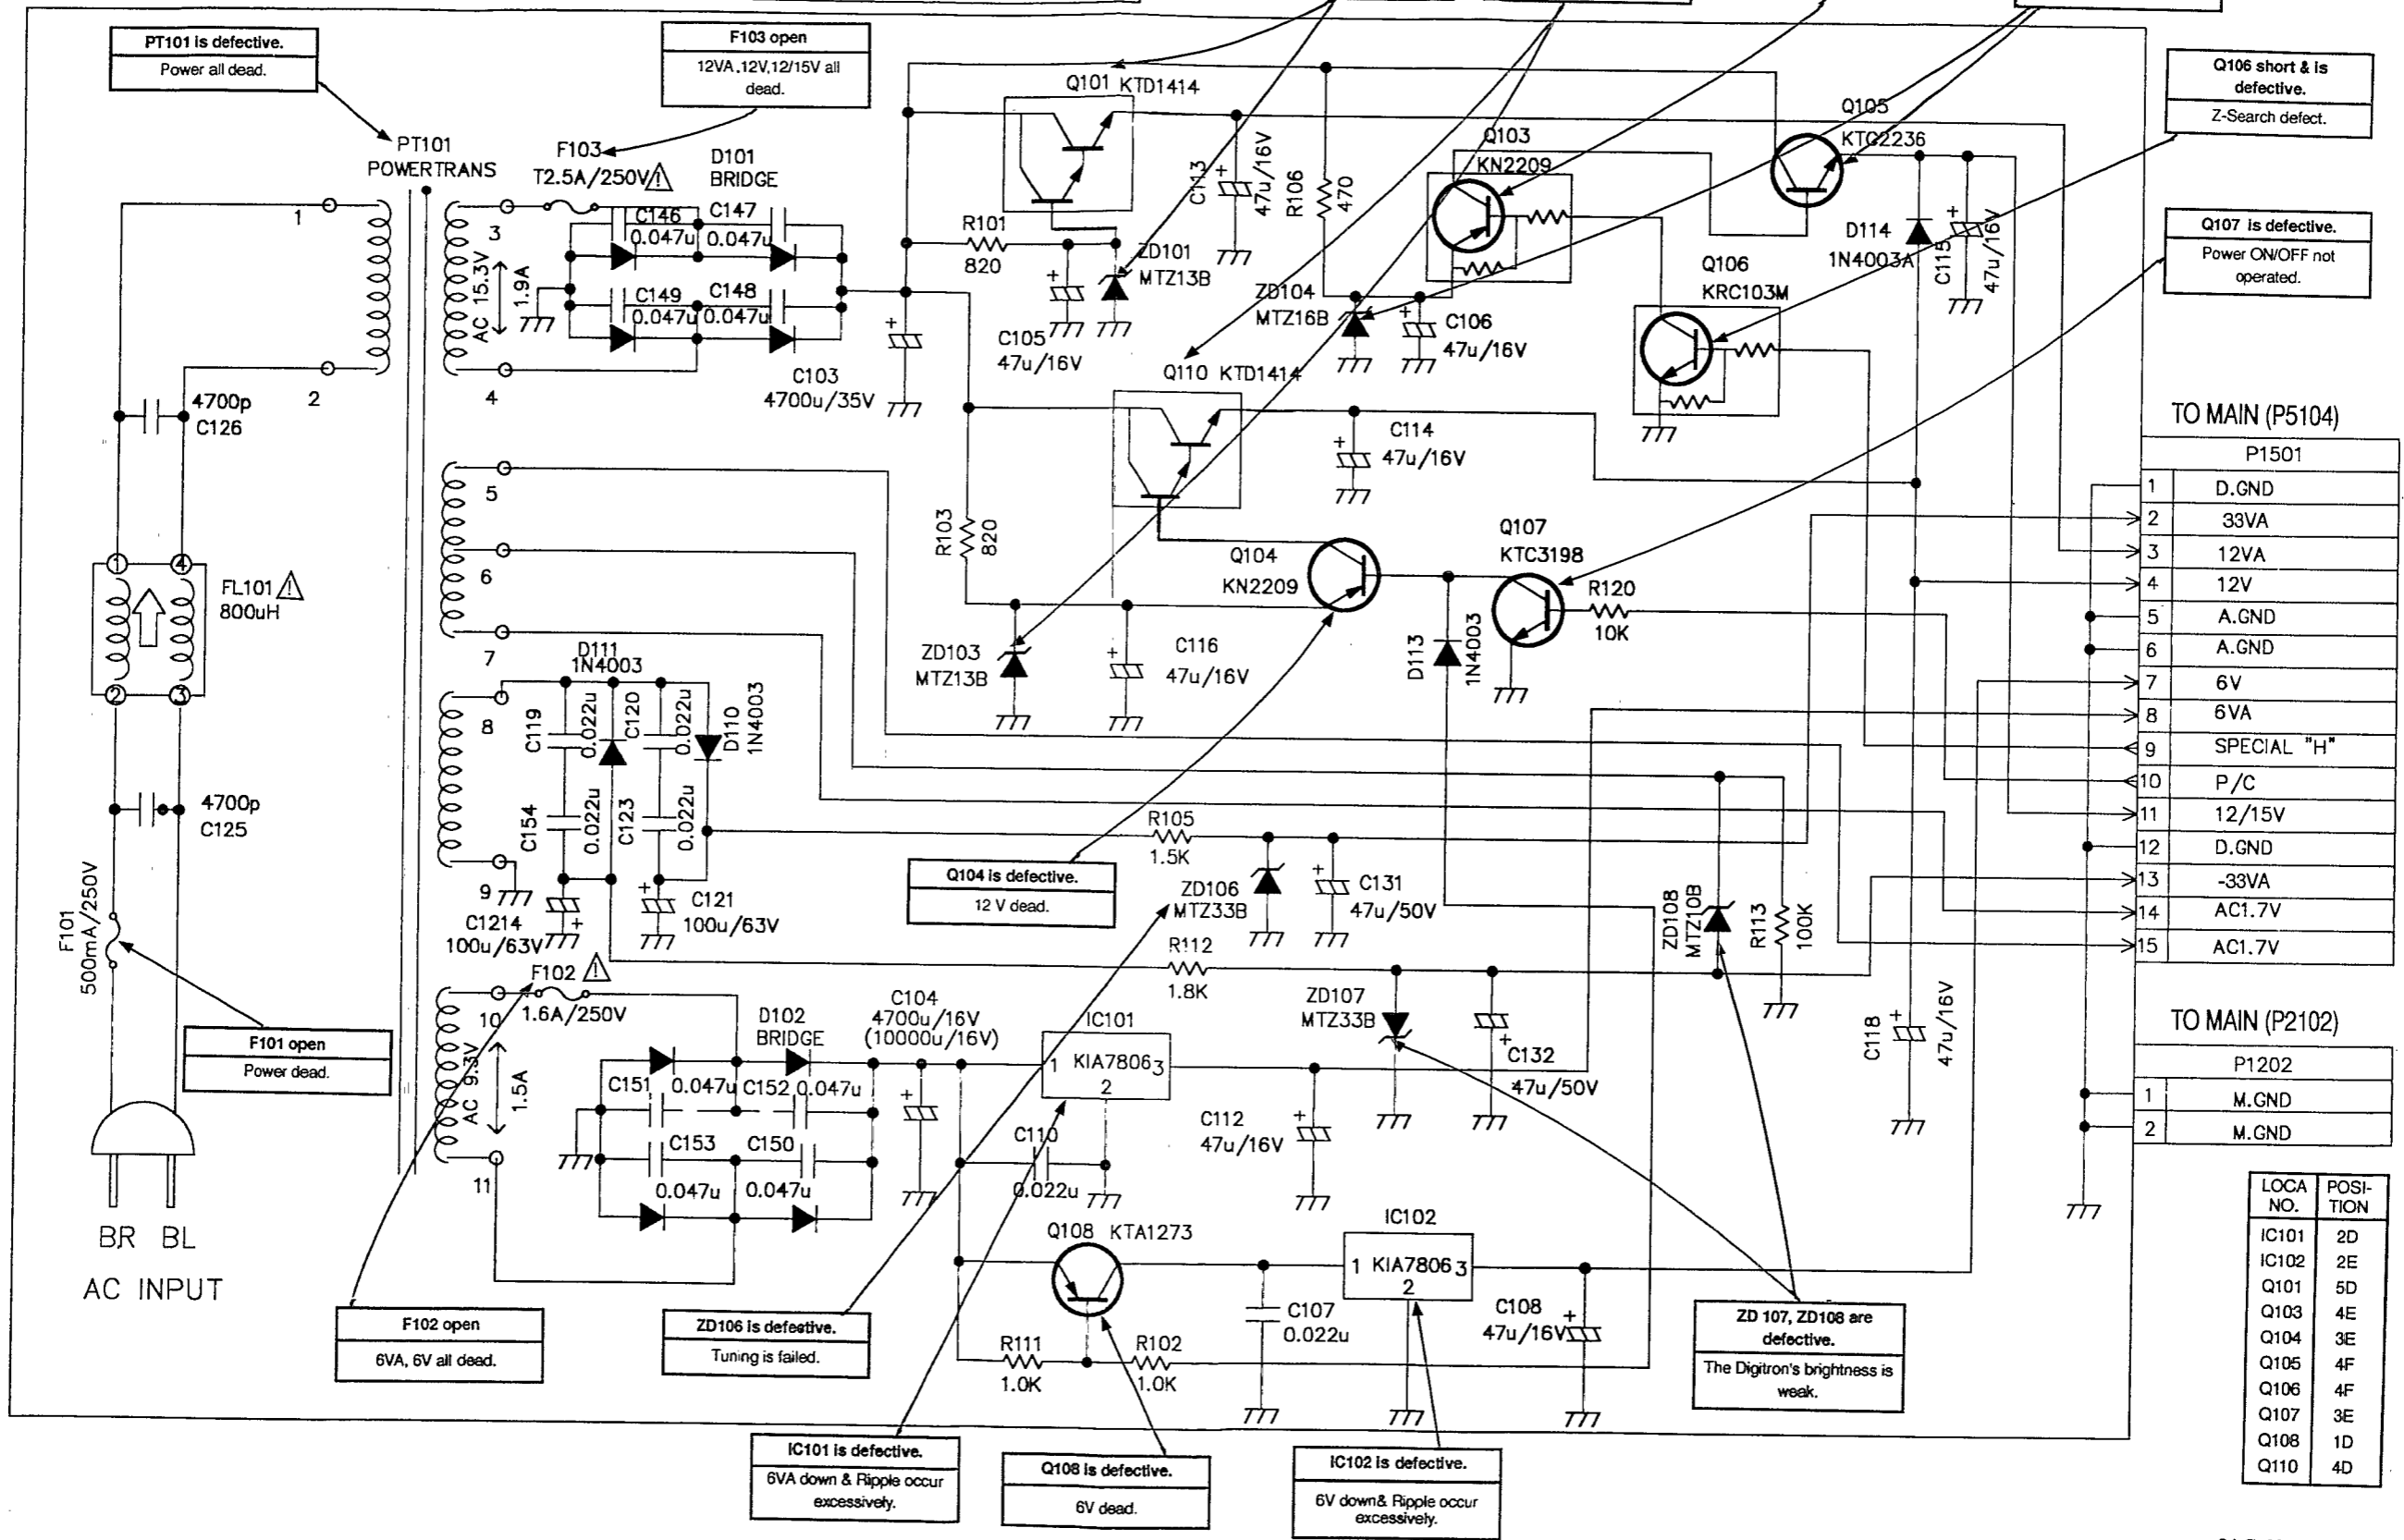 PT101 is defective.
Power all dead.
F103 open
12VA,12V,12/15V all
dead.
Q106 short & is
defective.
Z-Search defect.
Q107 is defective.
Power ON/OFF not
operated.
PT101
POWERTRANS
F103
T2.5A/250V
D101
BRIDGE
1
2
3
4
AC 15.3V
1.9A
C146
0.047u
C147
0.047u
C149
0.047u
C148
0.047u
C103
4700u/35V
Q101 KTD1414
R101
820
C105
47u/16V
ZD101
MTZ13B
C113
47u/16V
R106
470
ZD104
MTZ16B
C106
47u/16V
Q103
KN2209
Q105
KTC2236
Q106
KRC103M
D114
1N4003A
C115
47u/16V
4700p
C126
FL101
800uH
1
4
2
3
4700p
C125
F101
500mA/250V
F101 open
Power dead.
BR BL
AC INPUT
5
6
7
8
9
10
11
Q110 KTD1414
C114
47u/16V
R103
820
Q104
KN2209
Q107
KTC3198
R120
10K
D113
1N4003
ZD103
MTZ13B
C116
47u/16V
D111
1N4003
C119
0.022u
C120
0.022u
D110
1N4003
C154
0.022u
C123
0.022u
C1214
100u/63V
C121
100u/63V
Q104 is defective.
12 V dead.
R105
1.5K
ZD106
MTZ33B
C131
47u/50V
ZD108
MTZ10B
R113
100K
R112
1.8K
ZD107
MTZ33B
C132
47u/50V
C118
47u/16V
F102
1.6A/250V
AC 9.3V
1.5A
D102
BRIDGE
C104
4700u/16V
(10000u/16V)
IC101
1 KIA7806 3
2
C151
0.047u
C152 0.047u
C153
0.047u
C150
0.047u
C110
0.022u
C112
47u/16V
Q108 KTA1273
IC102
1 KIA7806 3
2
R111
1.0K
R102
1.0K
C107
0.022u
C108
47u/16V
F102 open
6VA, 6V all dead.
ZD106 is defective.
Tuning is failed.
IC101 is defective.
6VA down & Ripple occur
excessively.
Q108 is defective.
6V dead.
IC102 is defective.
6V down& Ripple occur
excessively.
ZD 107, ZD108 are
defective.
The Digitron's brightness is
weak.
TO MAIN (P5104)
P1501
1 D.GND
2 33VA
3 12VA
4 12V
5 A.GND
6 A.GND
7 6V
8 6VA
9 SPECIAL "H"
10 P/C
11 12/15V
12 D.GND
13 -33VA
14 AC1.7V
15 AC1.7V
TO MAIN (P2102)
P1202
1 M.GND
2 M.GND
LOCA NO. POSI-TION
IC101 2D
IC102 2E
Q101 5D
Q103 4E
Q104 3E
Q105 4F
Q106 4F
Q107 3E
Q108 1D
Q110 4D